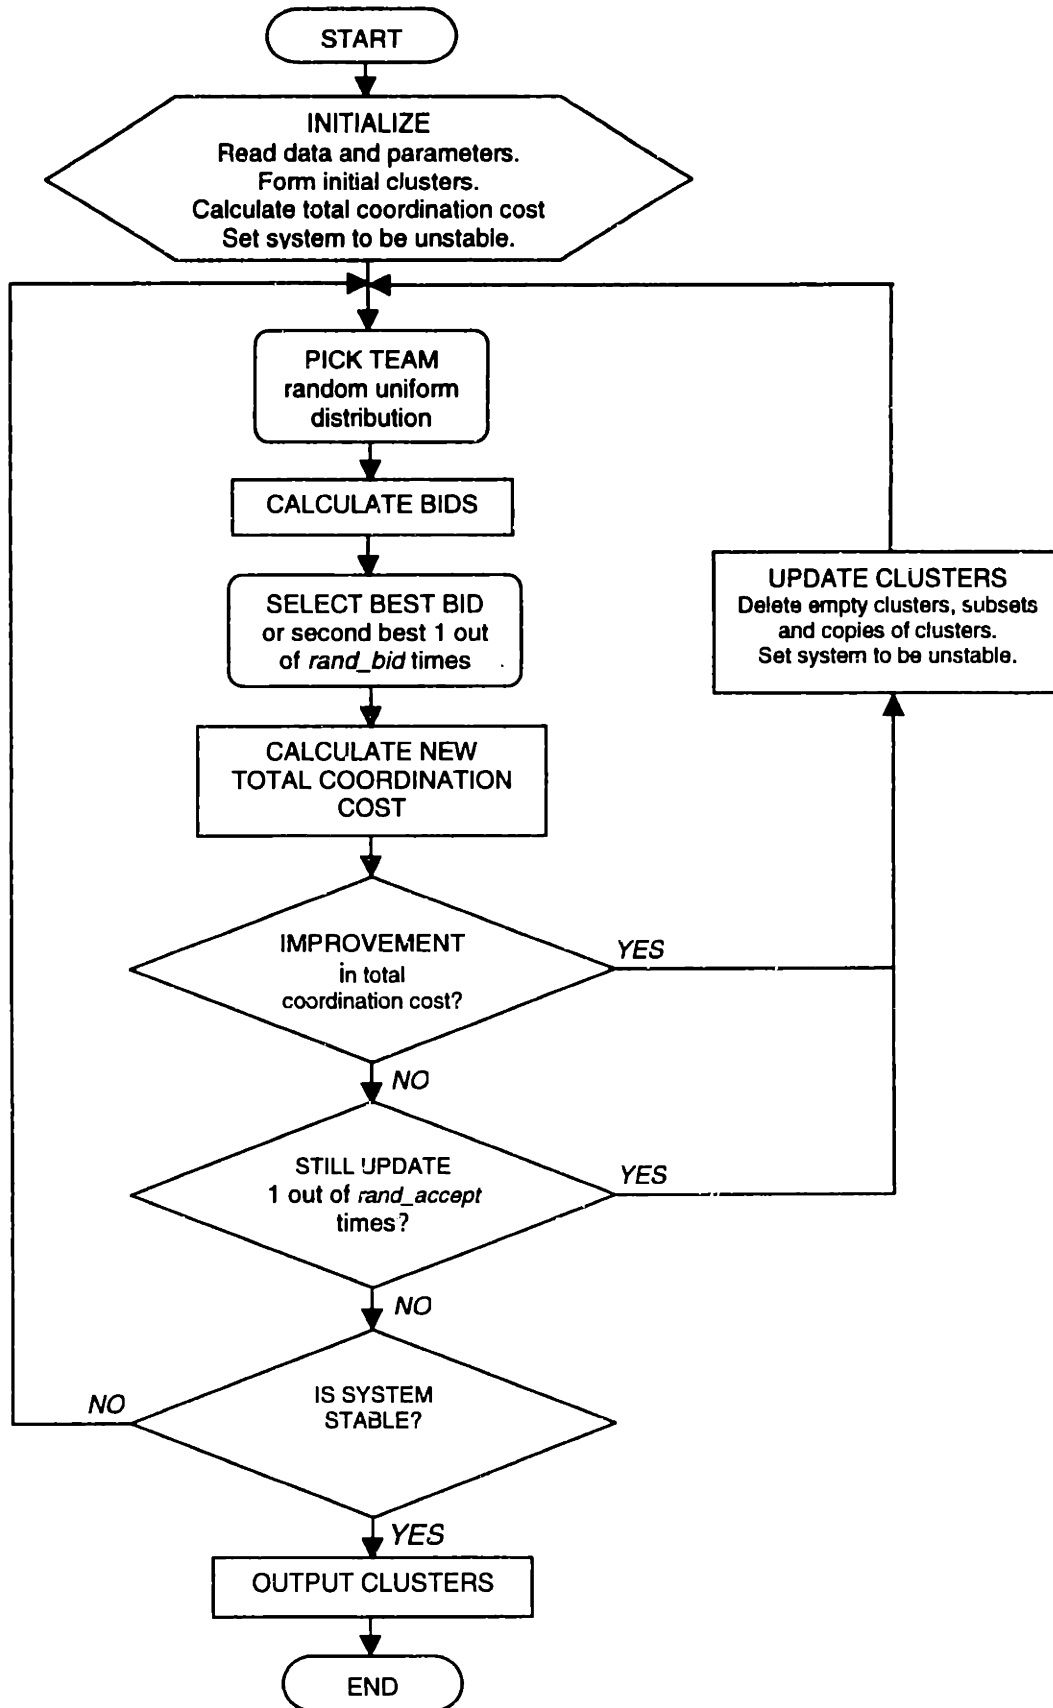 START
INITIALIZE
Read data and parameters.
Form initial clusters.
Calculate total coordination cost
Set system to be unstable.
PICK TEAM
random uniform
distribution
CALCULATE BIDS
SELECT BEST BID
or second best 1 out
of rand_bid times
UPDATE CLUSTERS
Delete empty clusters, subsets
and copies of clusters.
Set system to be unstable.
CALCULATE NEW
TOTAL COORDINATION
COST
IMPROVEMENT
in total
coordination cost?
YES
NO
STILL UPDATE
1 out of rand_accept
times?
YES
NO
IS SYSTEM
STABLE?
NO
YES
OUTPUT CLUSTERS
END